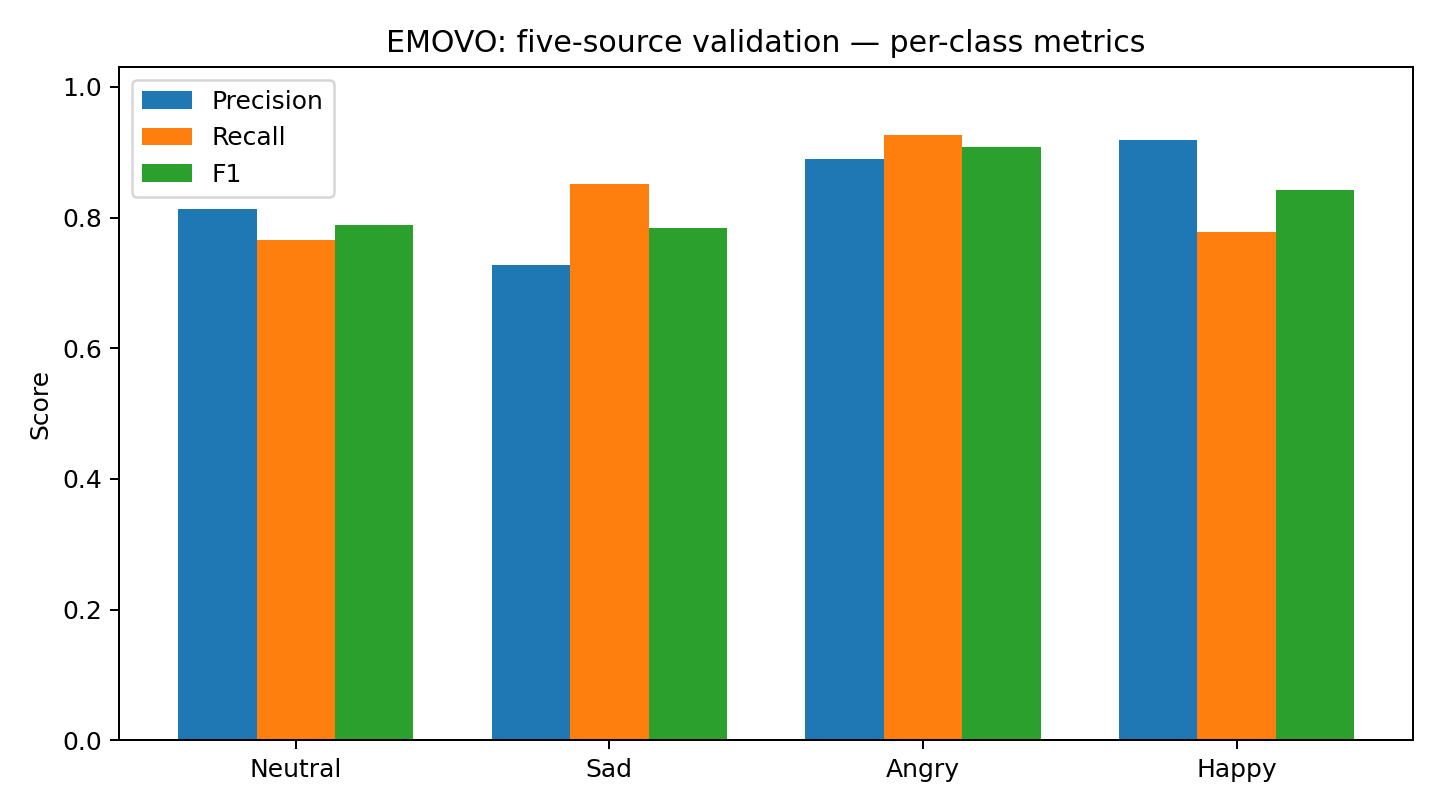 EMOVO: five-source validation — per-class metrics
Precision
Recall
F1
Score
1.0
0.8
0.6
0.4
0.2
0.0
Neutral
Sad
Angry
Happy